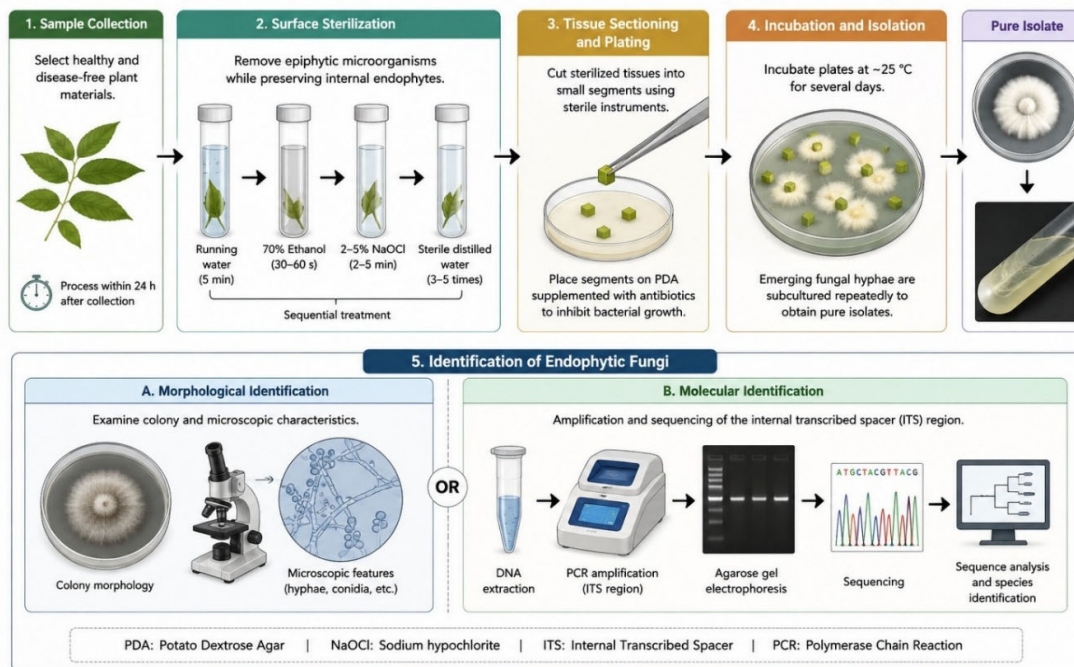 1. Sample Collection
Select healthy and
disease-free plant
materials.
Process within 24 h
after collection
2. Surface Sterilization
Remove epiphytic microorganisms
while preserving internal endophytes.
Running
water
(5 min)
70% Ethanol
(30–60 s)
2–5% NaOCl
(2–5 min)
Sterile distilled
water
(3–5 times)
Sequential treatment
3. Tissue Sectioning
and Plating
Cut sterilized tissues into
small segments using
sterile instruments.
Place segments on PDA
supplemented with antibiotics
to inhibit bacterial growth.
4. Incubation and Isolation
Incubate plates at ~25 °C
for several days.
Emerging fungal hyphae are
subcultured repeatedly to
obtain pure isolates.
Pure Isolate
5. Identification of Endophytic Fungi
A. Morphological Identification
Examine colony and microscopic characteristics.
Colony morphology
Microscopic features
(hyphae, conidia, etc.)
OR
B. Molecular Identification
Amplification and sequencing of the internal transcribed spacer (ITS) region.
DNA
extraction
PCR amplification
(ITS region)
Agarose gel
electrophoresis
ATGCTACGTTACG
Sequencing
Sequence analysis
and species
identification
PDA: Potato Dextrose Agar | NaOCl: Sodium hypochlorite | ITS: Internal Transcribed Spacer | PCR: Polymerase Chain Reaction